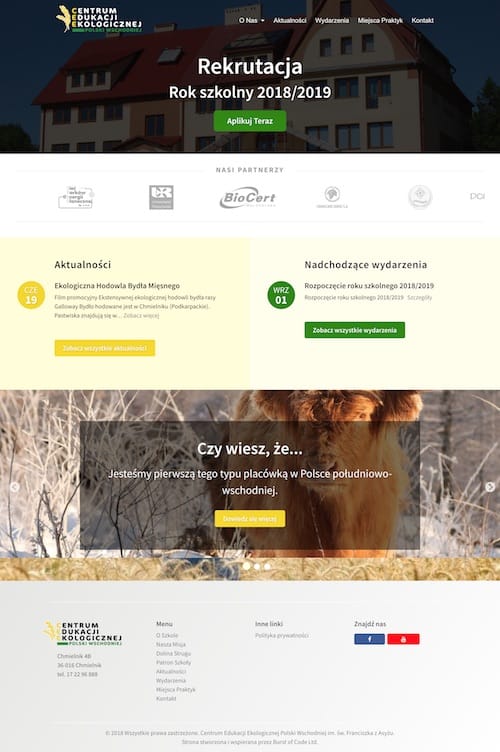 CENTRUM
EDUKACJI
EKOLOGICZNEJ
POLSKI WSCHODNIEJ
O Nas Aktualności Wydarzenia Miejsca Praktyk Kontakt
Rekrutacja
Rok szkolny 2018/2019
Aplikuj Teraz
NASI PARTNERZY
BioCert
Aktualności
CZE
19
Ekologiczna Hodowla Bydła Mięsnego
Film promocyjny Ekstensywnej ekologicznej hodowli bydła rasy
Galloway Bydło hodowane jest w Chmielniku (Podkarpackie).
Pastwiska znajdują się w... Zobacz więcej
Zobacz wszystkie aktualności
Nadchodzące wydarzenia
WRZ
01
Rozpoczęcie roku szkolnego 2018/2019
Rozpoczęcie roku szkolnego 2018/2019 Szczegóły
Zobacz wszystkie wydarzenia
Czy wiesz, że...
Jesteśmy pierwszą tego typu placówką w Polsce południowo-
wschodniej.
Dowiedz się więcej
CENTRUM
EDUKACJI
EKOLOGICZNEJ
POLSKI WSCHODNIEJ
Chmielnik 48
36-016 Chmielnik
tel. 17 22 96 889
Menu
O Szkole
Nasza Misja
Dolina Strugu
Patron Szkoły
Aktualności
Wydarzenia
Miejsca Praktyk
Kontakt
Inne linki
Polityka prywatności
Znajdź nas
© 2018 Wszystkie prawa zastrzeżone, Centrum Edukacji Ekologicznej Polski Wschodniej im. św. Franciszka z Asyżu.
Strona stworzona i wspierana przez Burst of Code Ltd.